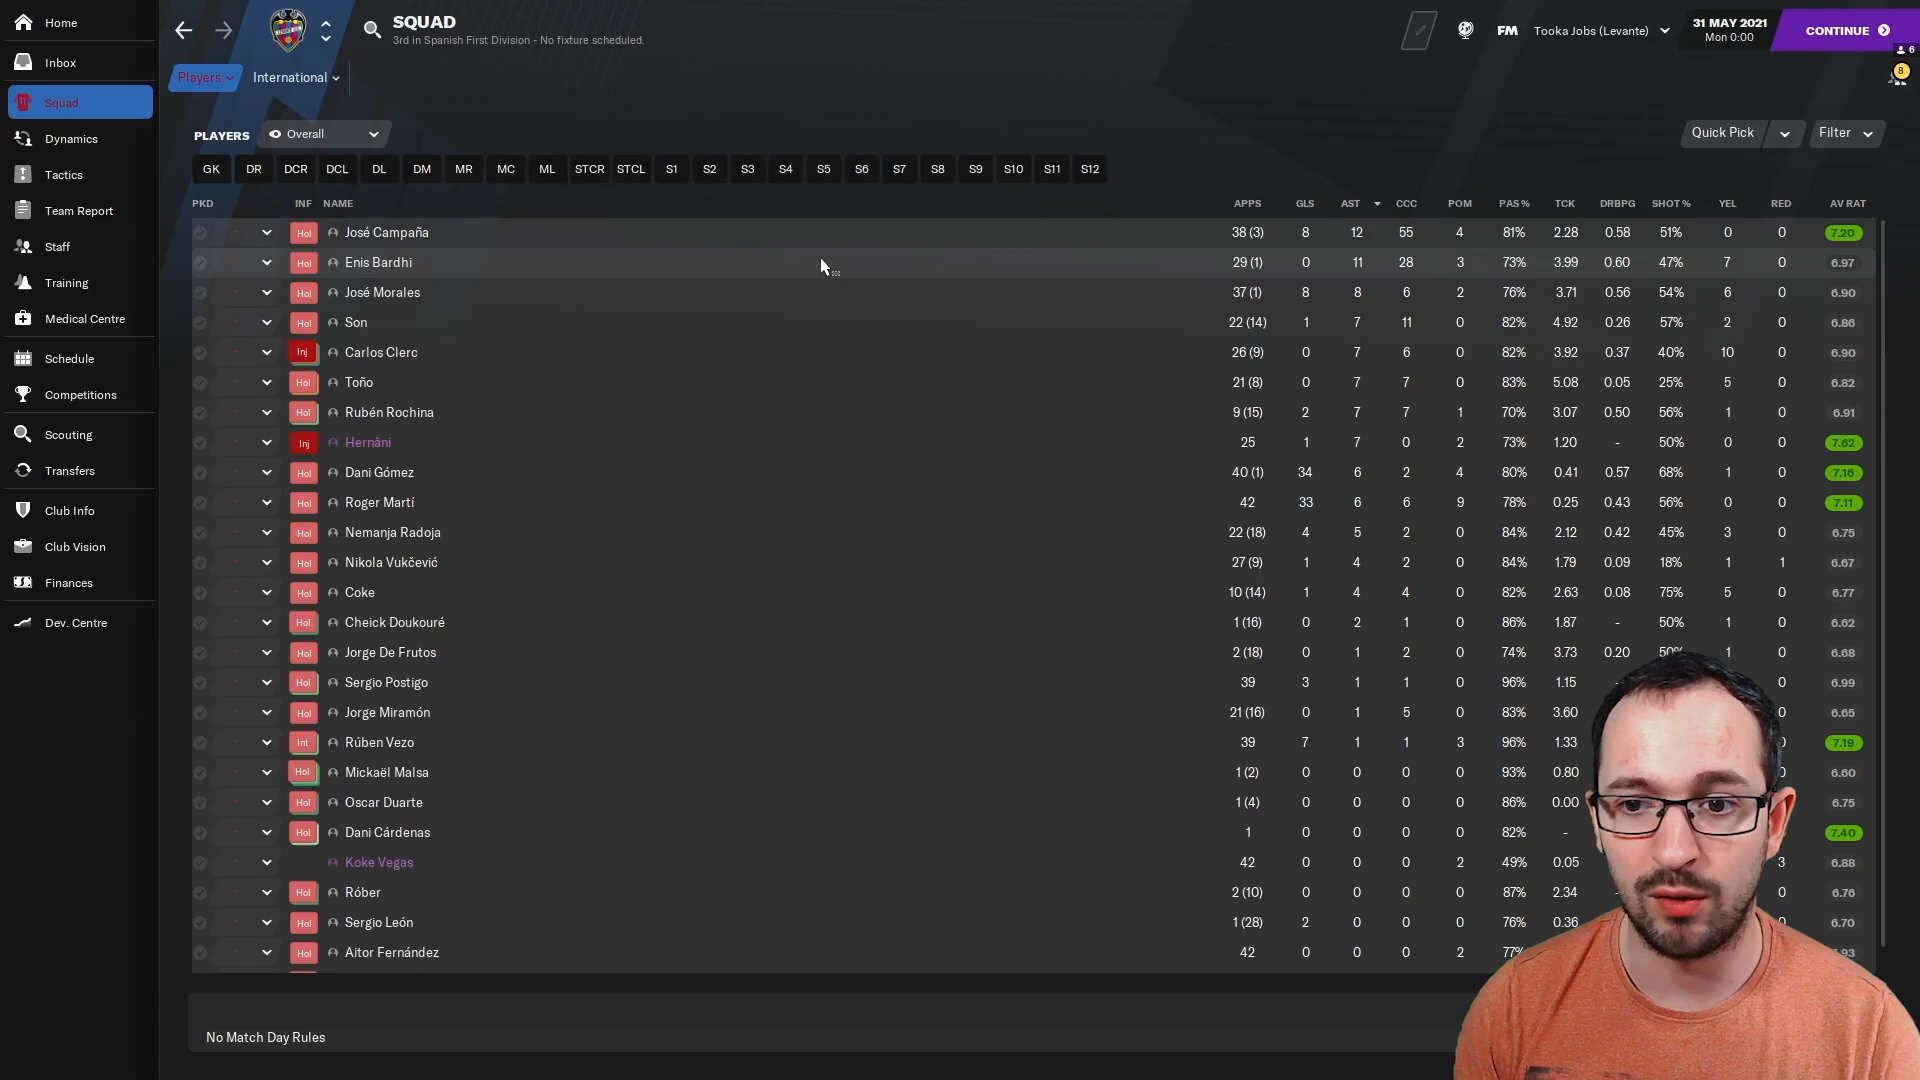 Home
Inbox
Squad
Dynamics
Tactics
Team Report
Staff
Training
Medical Centre
Schedule
Competitions
Scouting
Transfers
Club Info
Club Vision
Finances
Dev. Centre
SQUAD
3rd in Spanish First Division - No fixture scheduled.
FM Tooka Jobs (Levante)
31 MAY 2021
Mon 0:00
CONTINUE
6
8
Players International
PLAYERS Overall
Quick Pick Filter
GK DR DCR DCL DL DM MR MC ML STCR STCL S1 S2 S3 S4 S5 S6 S7 S8 S9 S10 S11 S12
PKD INF NAME APPS GLS AST CCC POM PAS % TCK DRBPG SHOT % YEL RED AV RAT
Hol José Campaña 38 (3) 8 12 55 4 81% 2.28 0.58 51% 0 0 7.20
Hol Enis Bardhi 29 (1) 0 11 28 3 73% 3.99 0.60 47% 7 0 6.97
Hol José Morales 37 (1) 8 8 6 2 76% 3.71 0.56 54% 6 0 6.90
Hol Son 22 (14) 1 7 11 0 82% 4.92 0.26 57% 2 0 6.86
Inj Carlos Clerc 26 (9) 0 7 6 0 82% 3.92 0.37 40% 10 0 6.90
Hol Toño 21 (8) 0 7 7 0 83% 5.08 0.05 25% 5 0 6.82
Hol Rubén Rochina 9 (15) 2 7 7 1 70% 3.07 0.50 56% 1 0 6.91
Inj Hernâni 25 1 7 0 2 73% 1.20 - 50% 0 0 7.62
Hol Dani Gómez 40 (1) 34 6 2 4 80% 0.41 0.57 68% 1 0 7.16
Hol Roger Martí 42 33 6 6 9 78% 0.25 0.43 56% 0 0 7.11
Hol Nemanja Radoja 22 (18) 4 5 2 0 84% 2.12 0.42 45% 3 0 6.75
Hol Nikola Vukčević 27 (9) 1 4 2 0 84% 1.79 0.09 18% 1 1 6.67
Hol Coke 10 (14) 1 4 4 0 82% 2.63 0.08 75% 5 0 6.77
Hol Cheick Doukouré 1 (16) 0 2 1 0 86% 1.87 - 50% 1 0 6.62
Hol Jorge De Frutos 2 (18) 0 1 2 0 74% 3.73 0.20 50% 1 0 6.68
Hol Sergio Postigo 39 3 1 1 0 96% 1.15 - 0 6.99
Hol Jorge Miramón 21 (16) 0 1 5 0 83% 3.60 0 6.65
Int Rúben Vezo 39 7 1 1 3 96% 1.33 7.19
Hol Mickaël Malsa 1 (2) 0 0 0 0 93% 0.80 0 6.60
Hol Oscar Duarte 1 (4) 0 0 0 0 86% 0.00 0 6.75
Hol Dani Cárdenas 1 0 0 0 0 82% - 0 7.40
Koke Vegas 42 0 0 0 2 49% 0.05 3 6.88
Hol Róber 2 (10) 0 0 0 0 87% 2.34 - 0 6.76
Hol Sergio León 1 (28) 2 0 0 0 76% 0.36 6.70
Hol Aitor Fernández 42 0 0 0 2 77%
No Match Day Rules